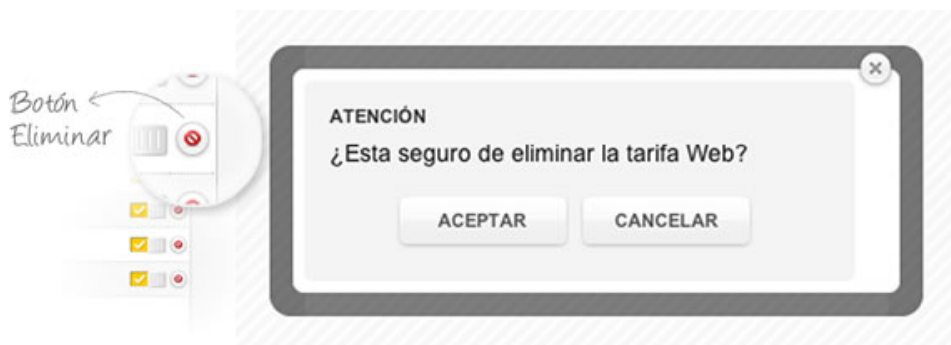 Botón
Eliminar
ATENCIÓN
¿Esta seguro de eliminar la tarifa Web?
ACEPTAR
CANCELAR